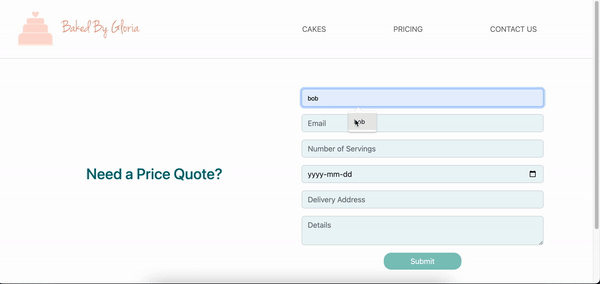 Baked By Gloria
CAKES
PRICING
CONTACT US
Need a Price Quote?
bob
bob
Email
Number of Servings
yyyy-mm-dd
Delivery Address
Details
Submit